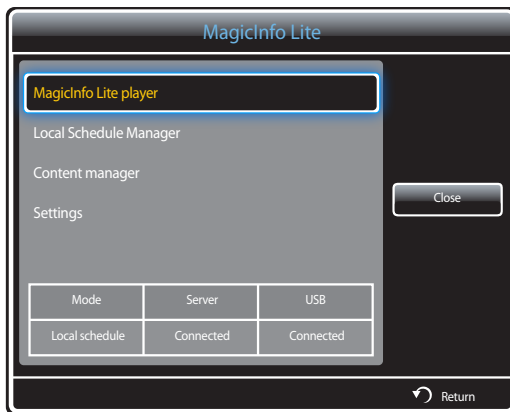 MagicInfo Lite
MagicInfo Lite player
Local Schedule Manager
Content manager
Settings
Close
Mode Server USB
Local schedule Connected Connected
Return